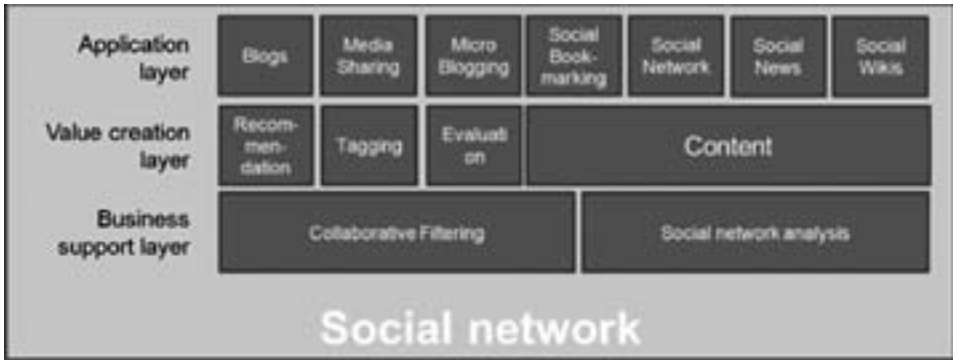 Application
layer
Blogs
Media
Sharing
Micro
Blogging
Social
Book-
marking
Social
Network
Social
News
Social
Wikis
Value creation
layer
Recom-
men-
dation
Tagging
Evaluati
on
Content
Business
support layer
Collaborative Filtering
Social network analysis
Social network